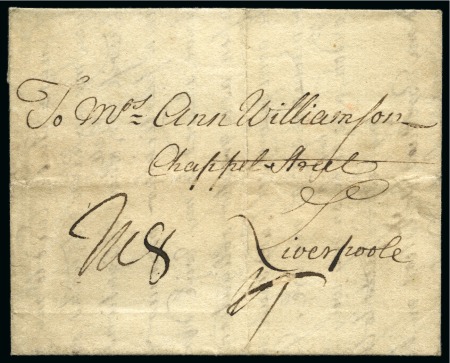 To Mrs Ann Williamson
Chappel Street
Liverpoole